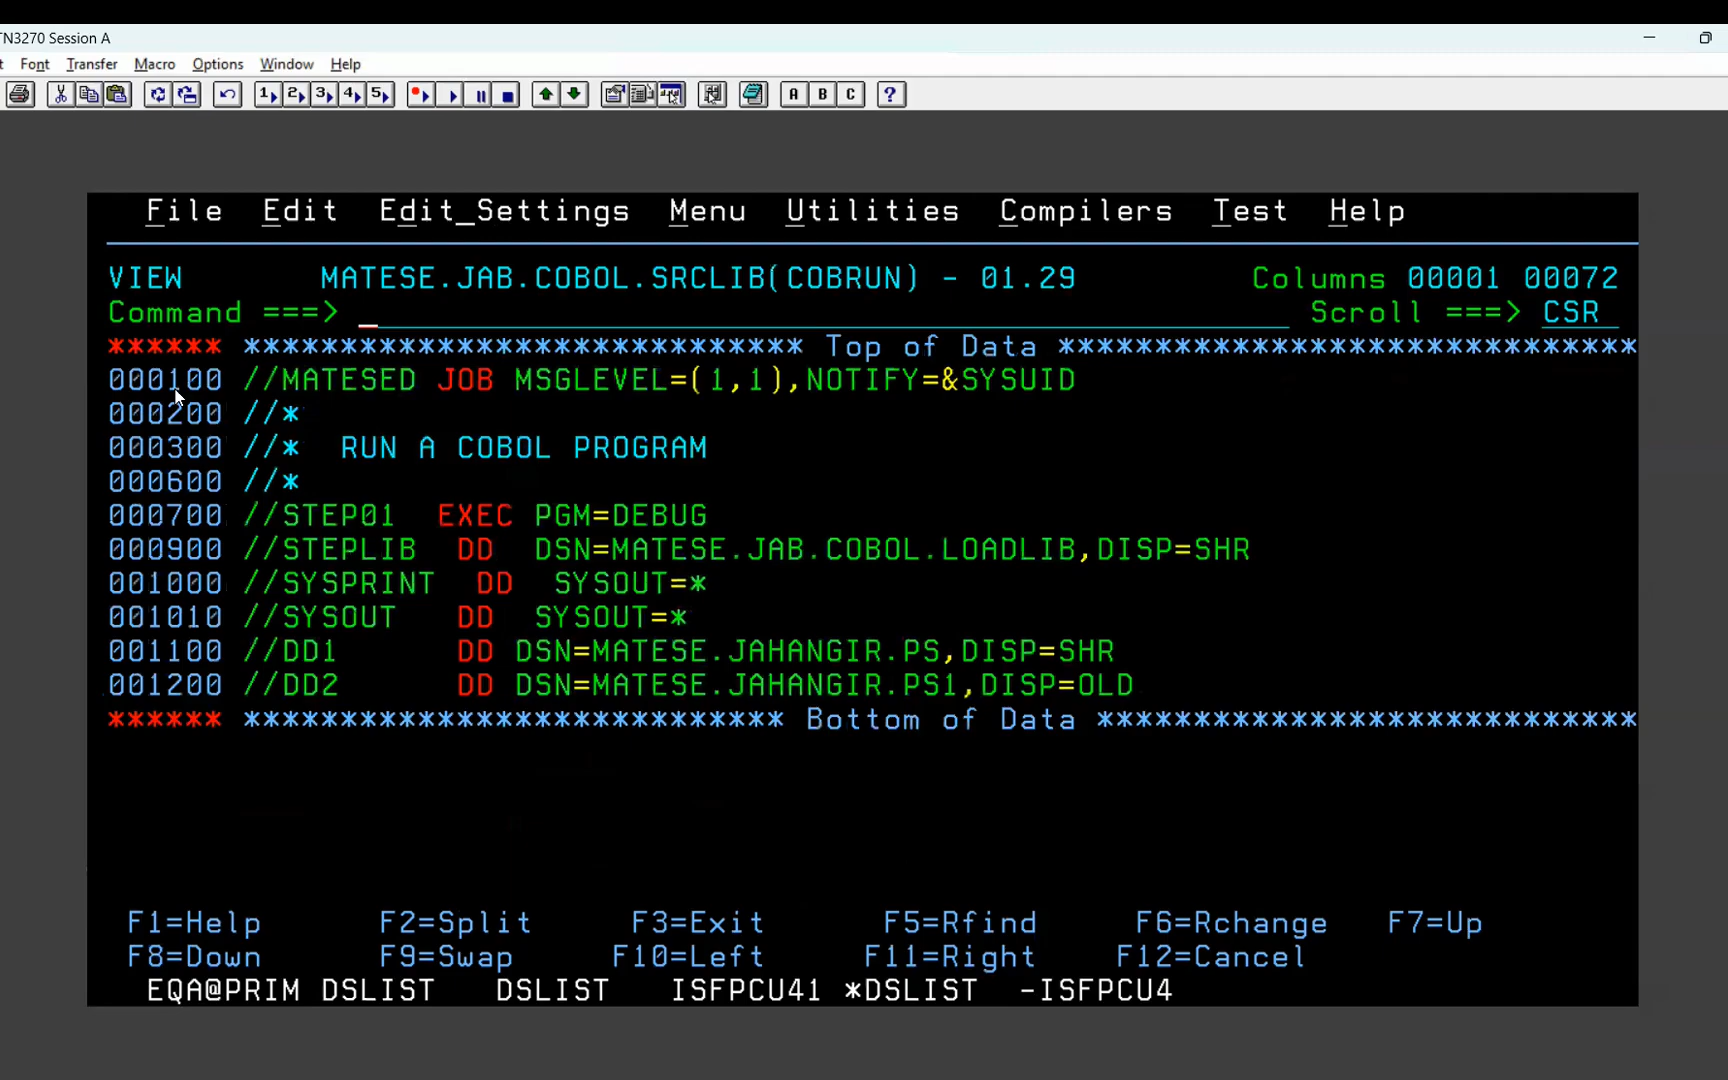 TN3270 Session A
t Font Transfer Macro Options Window Help
1 2 3 4 5 A B C ?
File Edit Edit_Settings Menu Utilities Compilers Test Help
VIEW MATESE.JAB.COBOL.SRCLIB(COBRUN) - 01.29 Columns 00001 00072
Command ===> _ Scroll ===> CSR
****** ***************************** Top of Data ******************************
000100 //MATESED JOB MSGLEVEL=(1,1),NOTIFY=&SYSUID
000200 //*
000300 //* RUN A COBOL PROGRAM
000600 //*
000700 //STEP01 EXEC PGM=DEBUG
000900 //STEPLIB DD DSN=MATESE.JAB.COBOL.LOADLIB,DISP=SHR
001000 //SYSPRINT DD SYSOUT=*
001010 //SYSOUT DD SYSOUT=*
001100 //DD1 DD DSN=MATESE.JAHANGIR.PS,DISP=SHR
001200 //DD2 DD DSN=MATESE.JAHANGIR.PS1,DISP=OLD
****** **************************** Bottom of Data ****************************
F1=Help F2=Split F3=Exit F5=Rfind F6=Rchange F7=Up
F8=Down F9=Swap F10=Left F11=Right F12=Cancel
EQA@PRIM DSLIST DSLIST ISFPCU41 *DSLIST -ISFPCU4